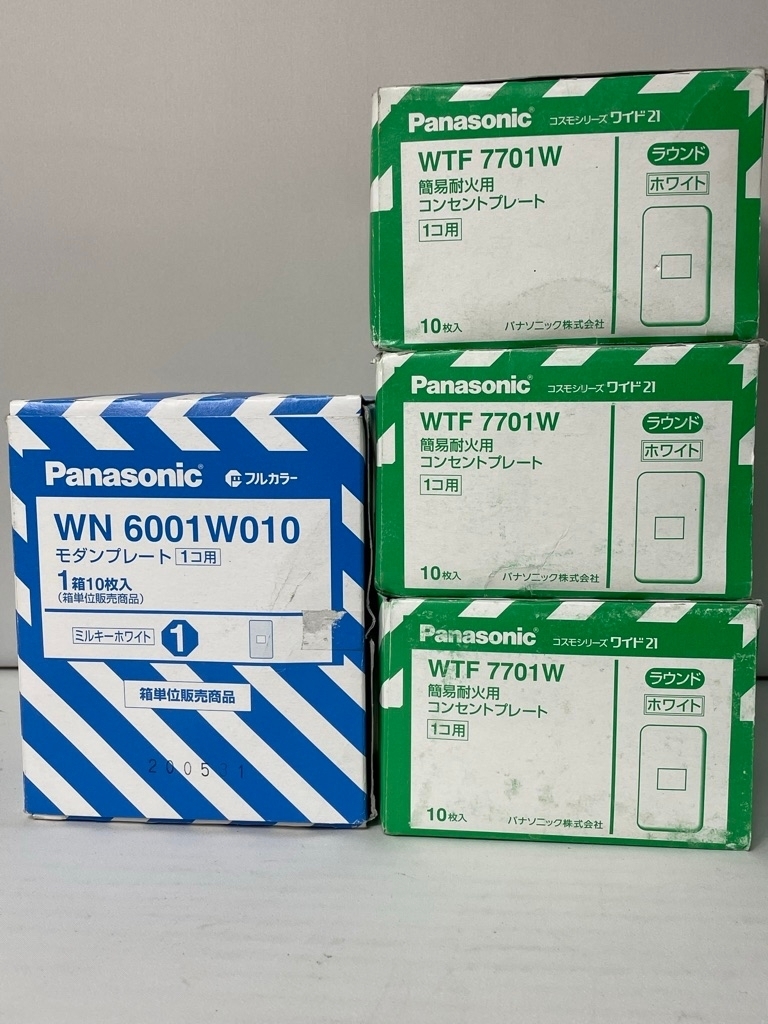 Panasonic コスモシリーズ ワイド21
WTF 7701W
簡易耐火用
コンセントプレート
1コ用
ラウンド
ホワイト
10枚入 パナソニック株式会社
Panasonic コスモシリーズ ワイド21
WTF 7701W
簡易耐火用
コンセントプレート
1コ用
ラウンド
ホワイト
10枚入 パナソニック株式会社
Panasonic コスモシリーズ ワイド21
WTF 7701W
簡易耐火用
コンセントプレート
1コ用
ラウンド
ホワイト
10枚入 パナソニック株式会社
Panasonic フルカラー
WN 6001W010
モダンプレート 1コ用
1箱10枚入
(箱単位販売商品)
ミルキーホワイト 1
箱単位販売商品